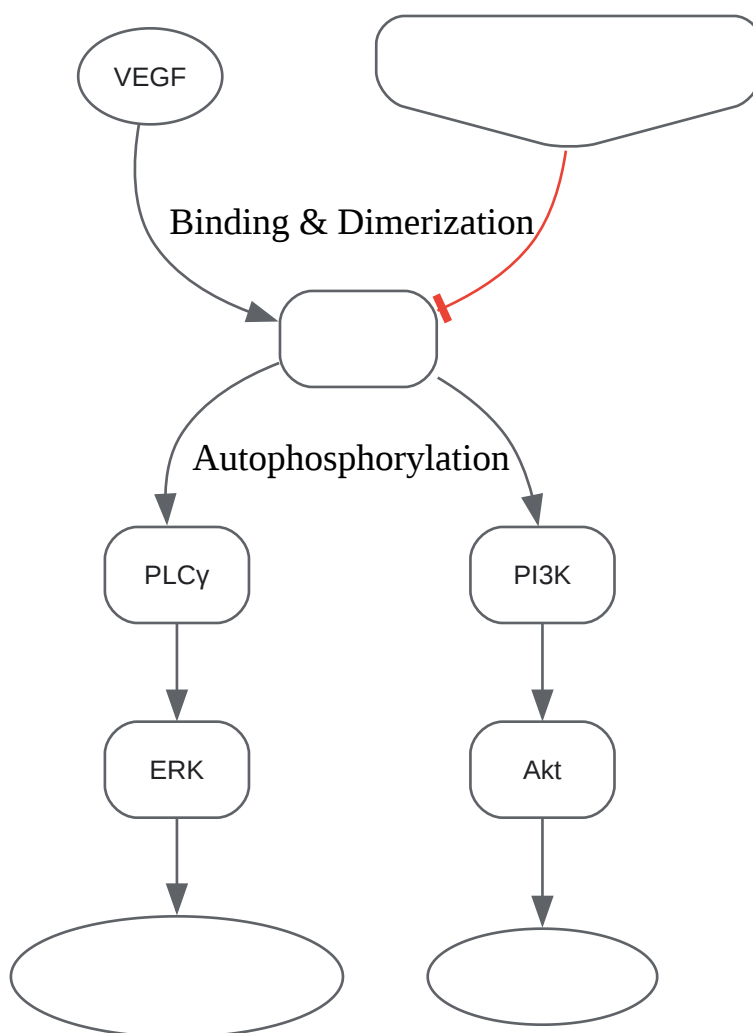 VEGF
Binding & Dimerization
Autophosphorylation
PLCγ
PI3K
ERK
Akt